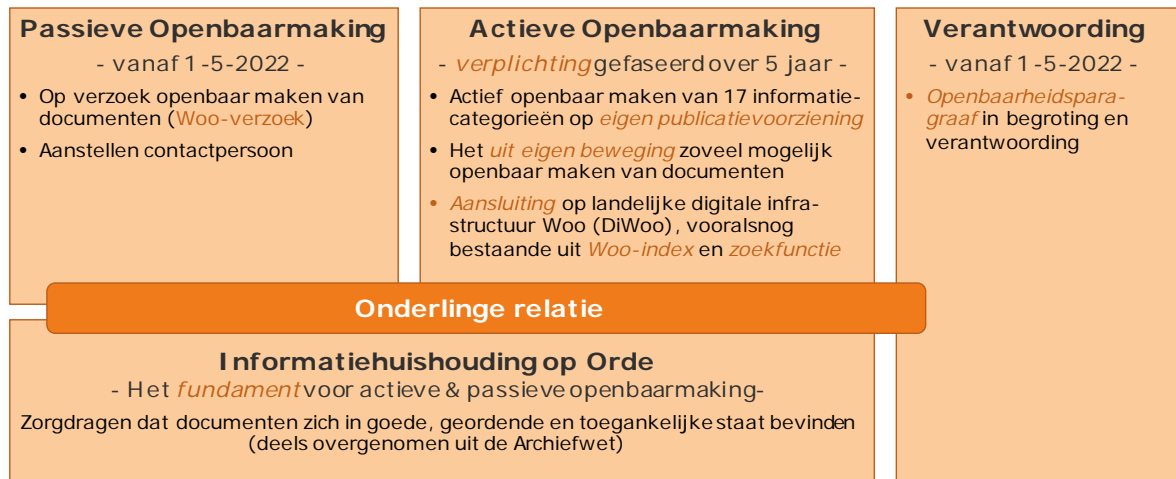 Passieve Openbaarmaking
- vanaf 1-5-2022 -
• Op verzoek openbaar maken van
documenten (Woo-verzoek)
• Aanstellen contactpersoon
Actieve Openbaarmaking
- verplichting gefaseerd over 5 jaar -
• Actief openbaar maken van 17 informatie-
categorieën op eigen publicatievoorziening
• Het uit eigen beweging zoveel mogelijk
openbaar maken van documenten
• Aansluiting op landelijke digitale infra-
structuur Woo (DiWoo), vooralsnog
bestaande uit Woo-index en zoekfunctie
Verantwoording
- vanaf 1-5-2022 -
• Openbaarheidspara-
graaf in begroting en
verantwoording
Onderlinge relatie
Informatiehuishouding op Orde
- Het fundament voor actieve & passieve openbaarmaking-
Zorgdragen dat documenten zich in goede, geordende en toegankelijke staat bevinden
(deels overgenomen uit de Archiefwet)